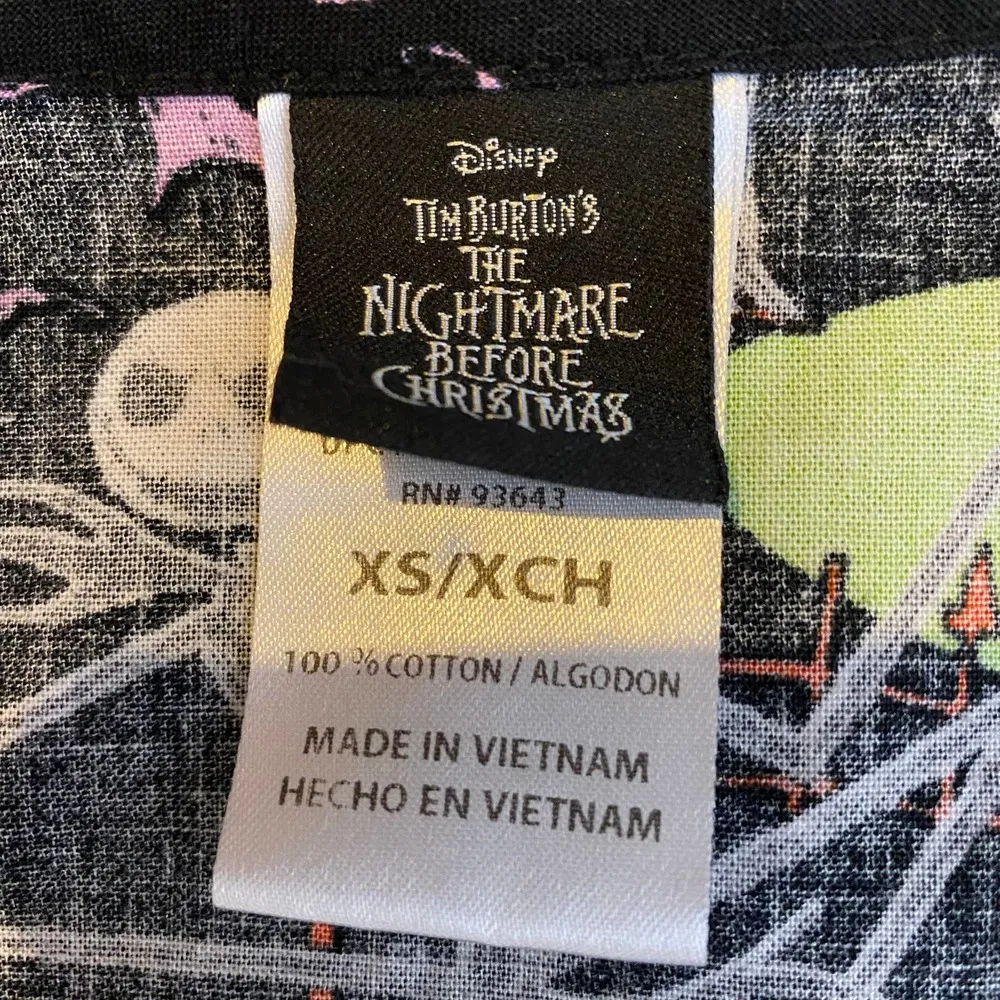 Disney
TIM BURTON'S
THE
NIGHTMARE
BEFORE
CHRISTMAS
RN# 93643
XS/XCH
100 % COTTON / ALGODON
MADE IN VIETNAM
HECHO EN VIETNAM